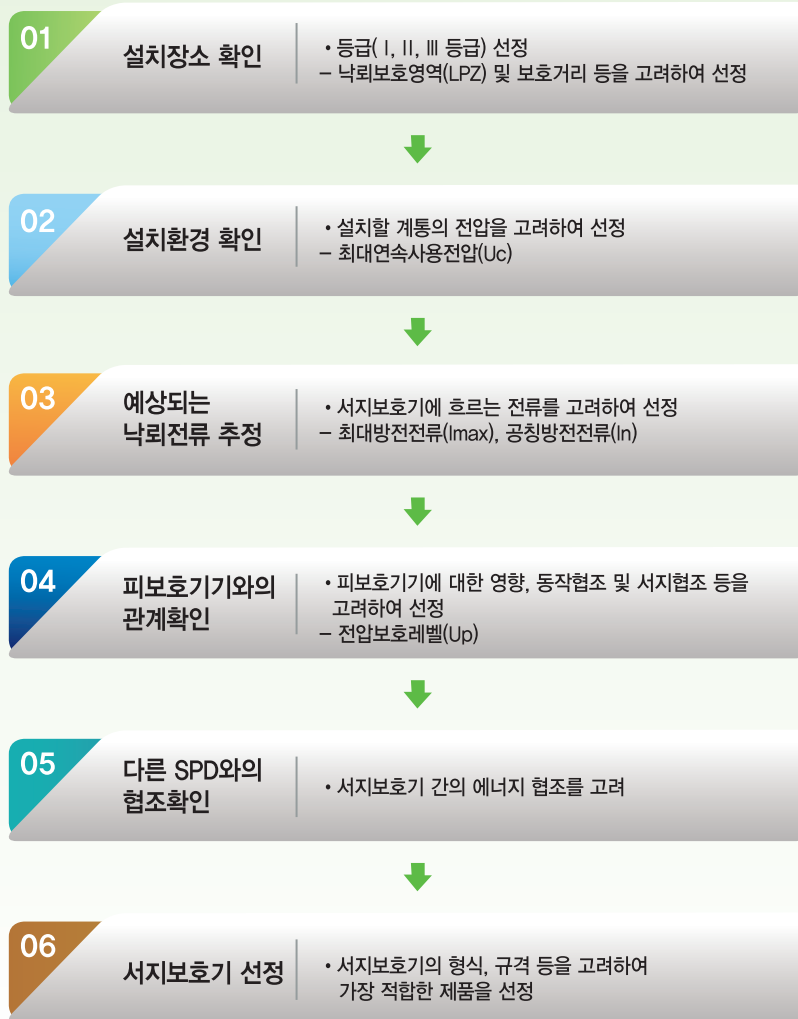 01
설치장소 확인
• 등급(Ⅰ, Ⅱ, Ⅲ 등급) 선정
– 낙뢰보호영역(LPZ) 및 보호거리 등을 고려하여 선정
02
설치환경 확인
• 설치할 계통의 전압을 고려하여 선정
– 최대연속사용전압(Uc)
03
예상되는
낙뢰전류 추정
• 서지보호기에 흐르는 전류를 고려하여 선정
– 최대방전전류(Imax), 공칭방전전류(In)
04
피보호기기와의
관계확인
• 피보호기기에 대한 영향, 동작협조 및 서지협조 등을
고려하여 선정
– 전압보호레벨(Up)
05
다른 SPD와의
협조확인
• 서지보호기 간의 에너지 협조를 고려
06
서지보호기 선정
• 서지보호기의 형식, 규격 등을 고려하여
가장 적합한 제품을 선정